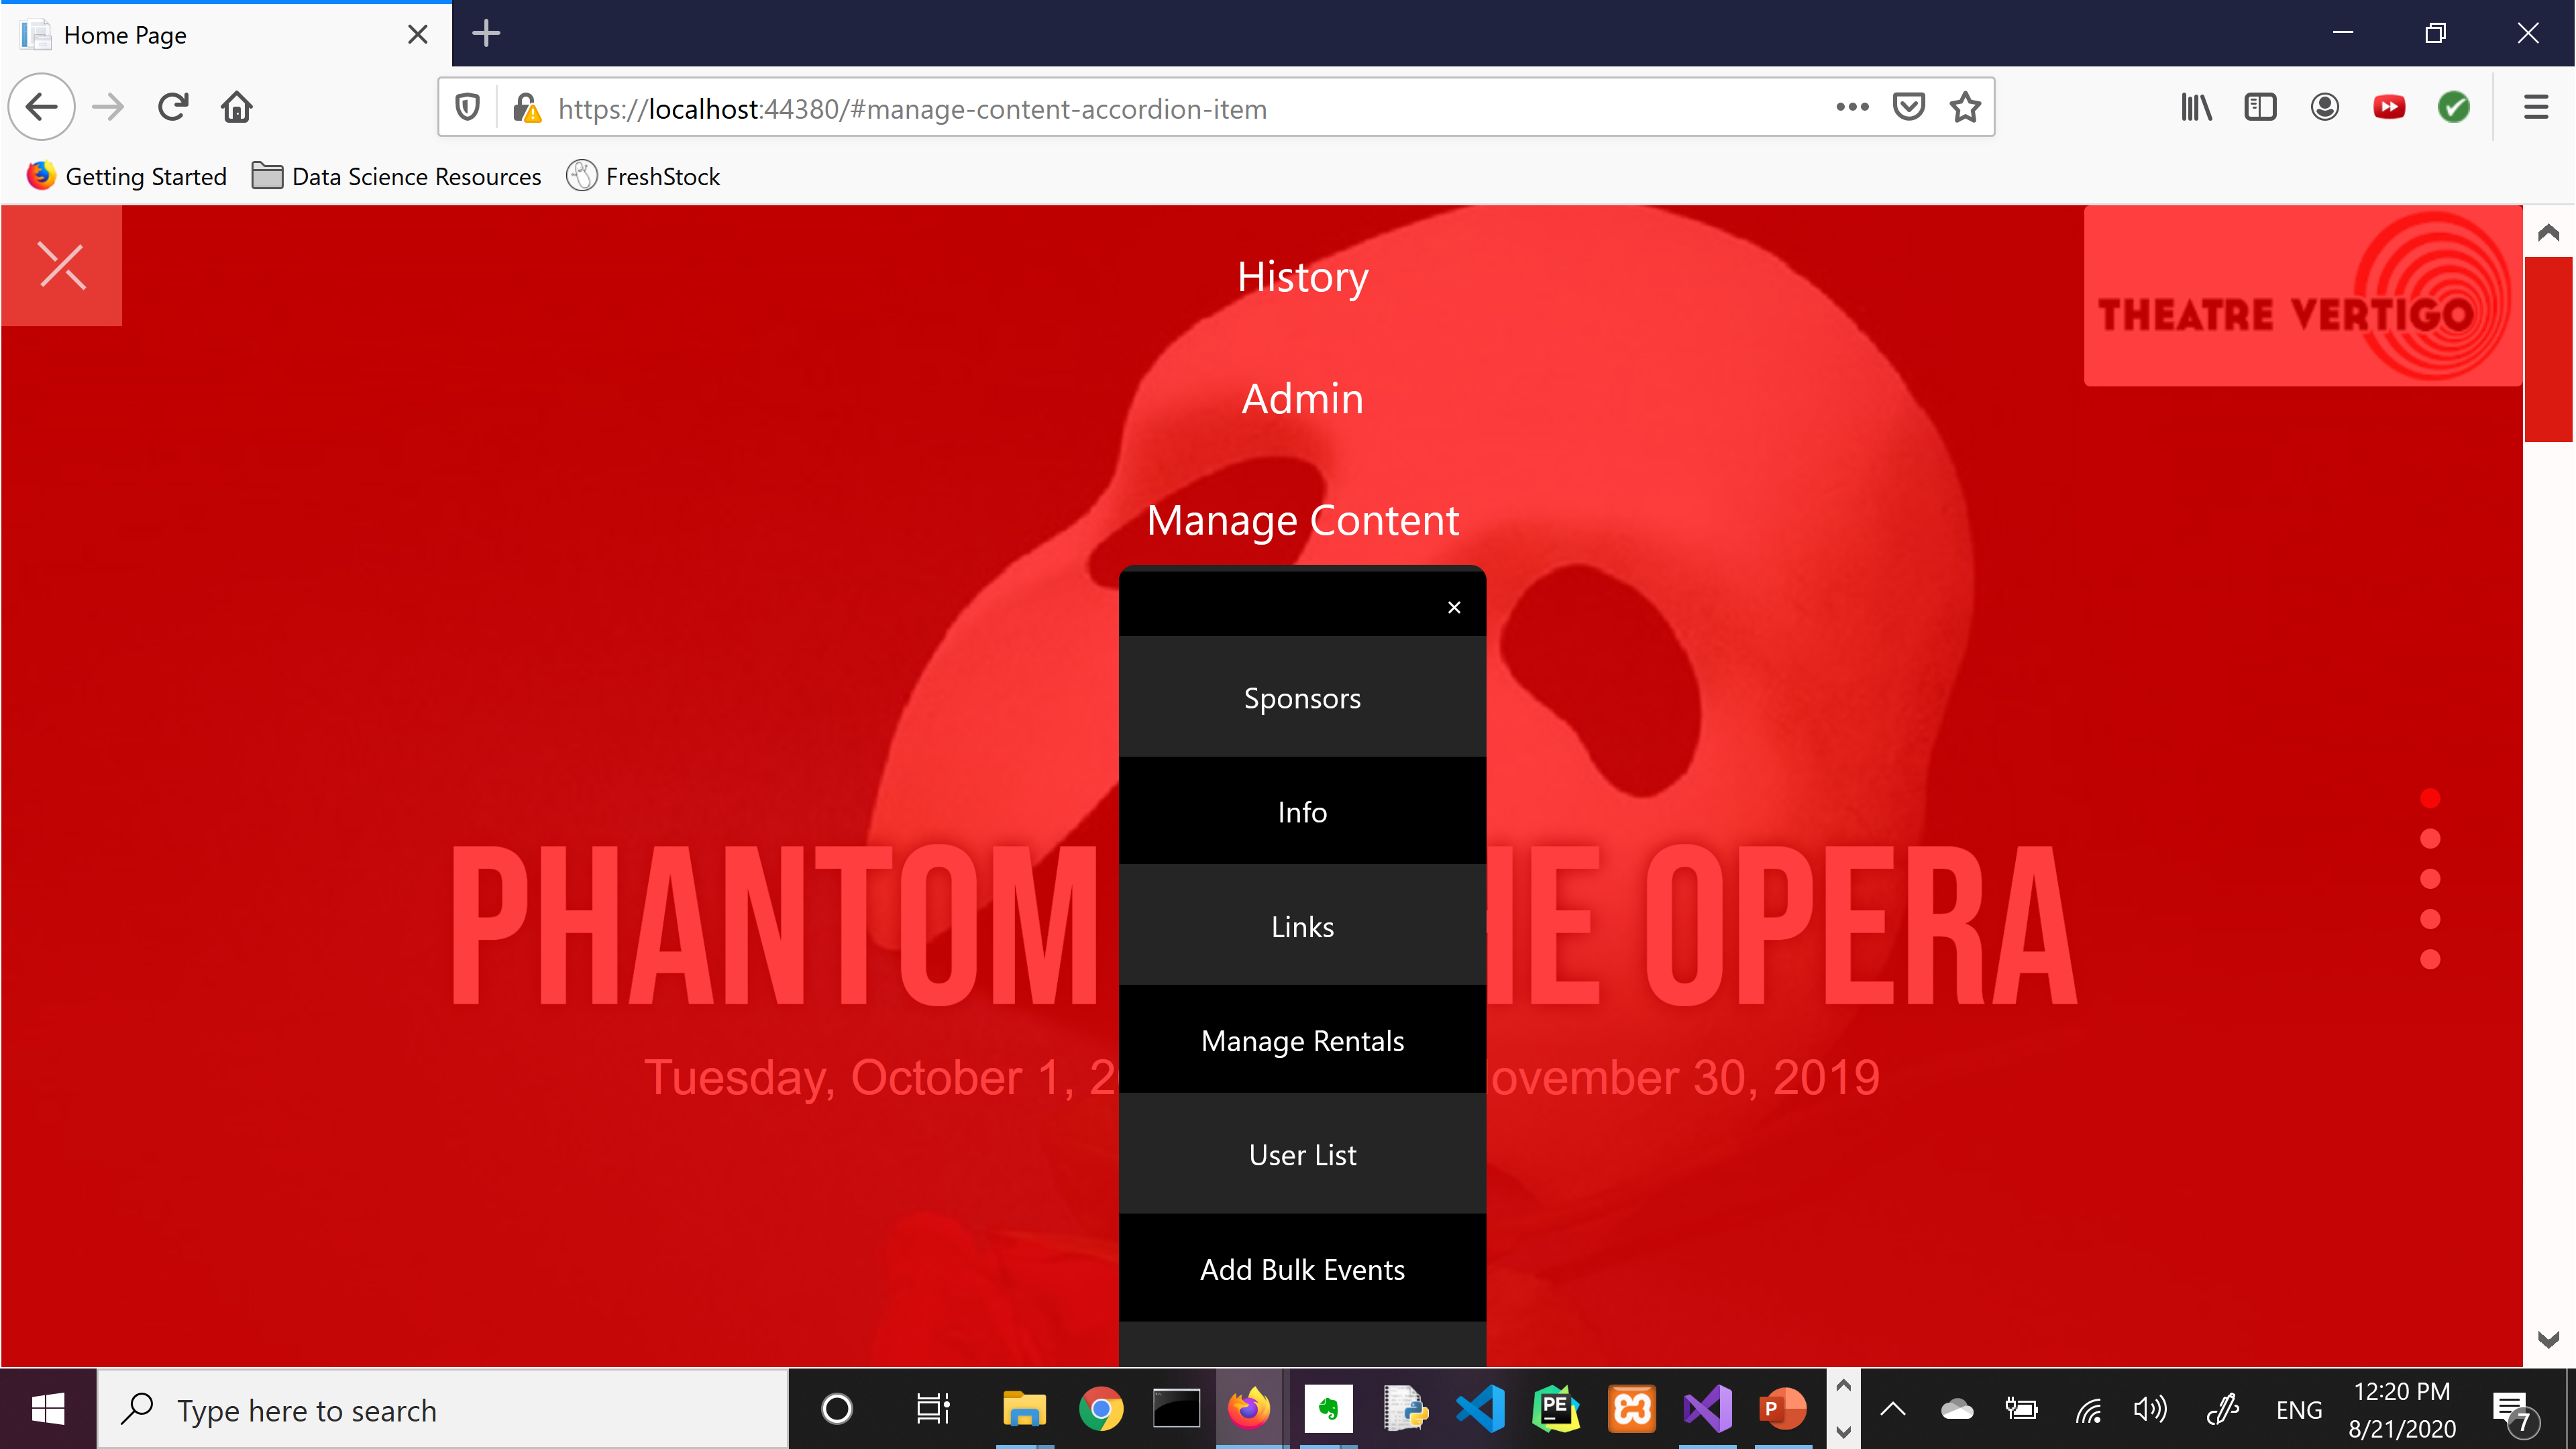 Home Page
https://localhost:44380/#manage-content-accordion-item
Getting Started
Data Science Resources
FreshStock
History
THEATRE VERTIGO
Admin
Manage Content
×
Sponsors
Info
Links
PHANTOM HE OPERA
Tuesday, October 1, 2 ovember 30, 2019
Manage Rentals
User List
Add Bulk Events
Type here to search
PE
P
ENG
12:20 PM
8/21/2020
7